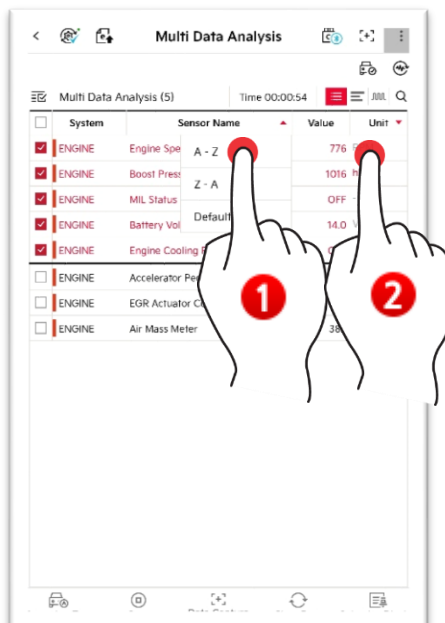 Multi Data Analysis
Multi Data Analysis (5) Time 00:00:54
System Sensor Name Value Unit
ENGINE Engine Spe 776
ENGINE Boost Press 1016 h
ENGINE MIL Status OFF -
ENGINE Battery Vol 14.0 V
ENGINE Engine Cooling
ENGINE Accelerator Pe
ENGINE EGR Actuator Co
ENGINE Air Mass Meter 38
A - Z
Z - A
Default
1
2